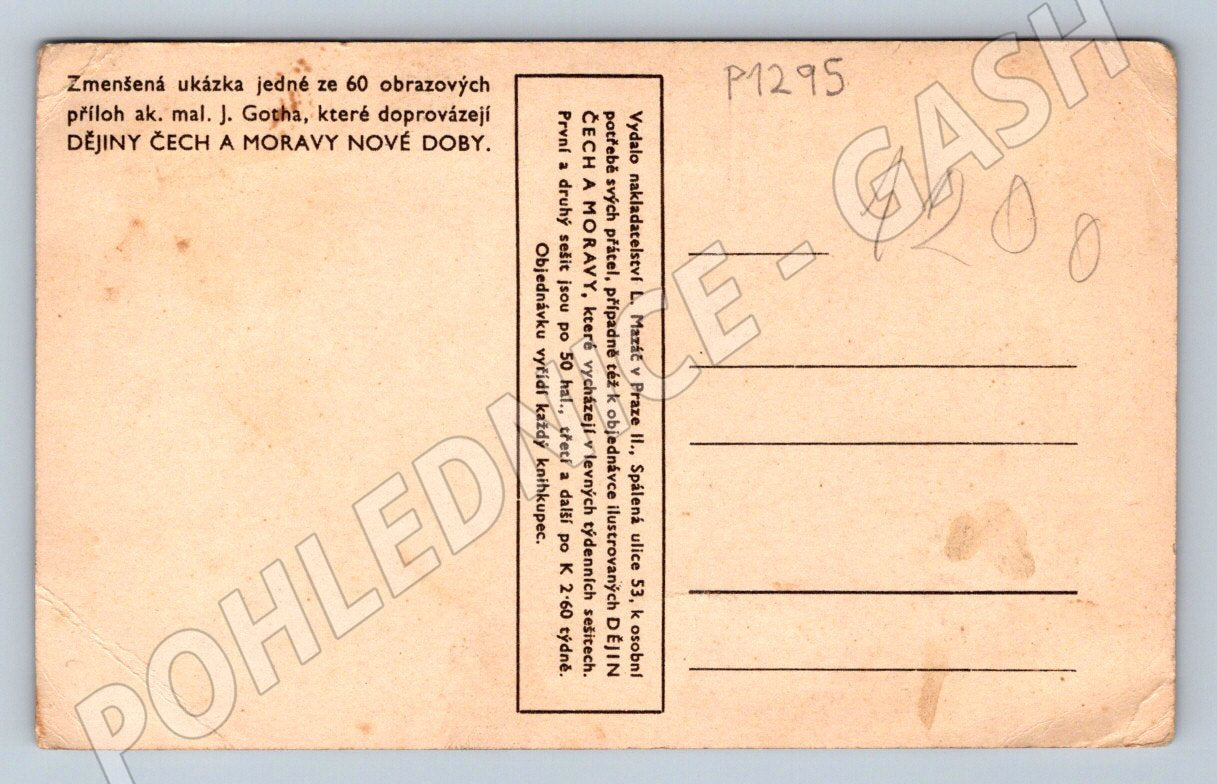 Zmenšená ukázka jedné ze 60 obrazových
příloh ak. mal. J. Gotha, které doprovázejí
DĚJINY ČECH A MORAVY NOVÉ DOBY.
Vydalo nakladatelství L. Mazáč v Praze II., Spálená ulice 53, k osobní
potřebě svých přátel, případně též k objednávce ilustrovaných DĚJIN
ČECH A MORAVY, které vycházejí v levných týdenních sešitech.
První a druhý sešit jsou po 50 hal., třetí a další po K 2·60 týdně.
Objednávku vyřídí každý knihkupec.
P1295
200
POHLEDNICE - GASH